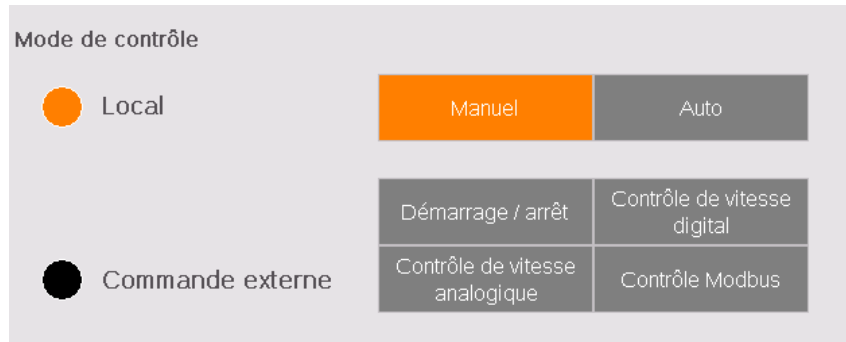 Mode de contrôle
Local
Manuel
Auto
Démarrage / arrêt
Contrôle de vitesse
digital
Commande externe
Contrôle de vitesse
analogique
Contrôle Modbus